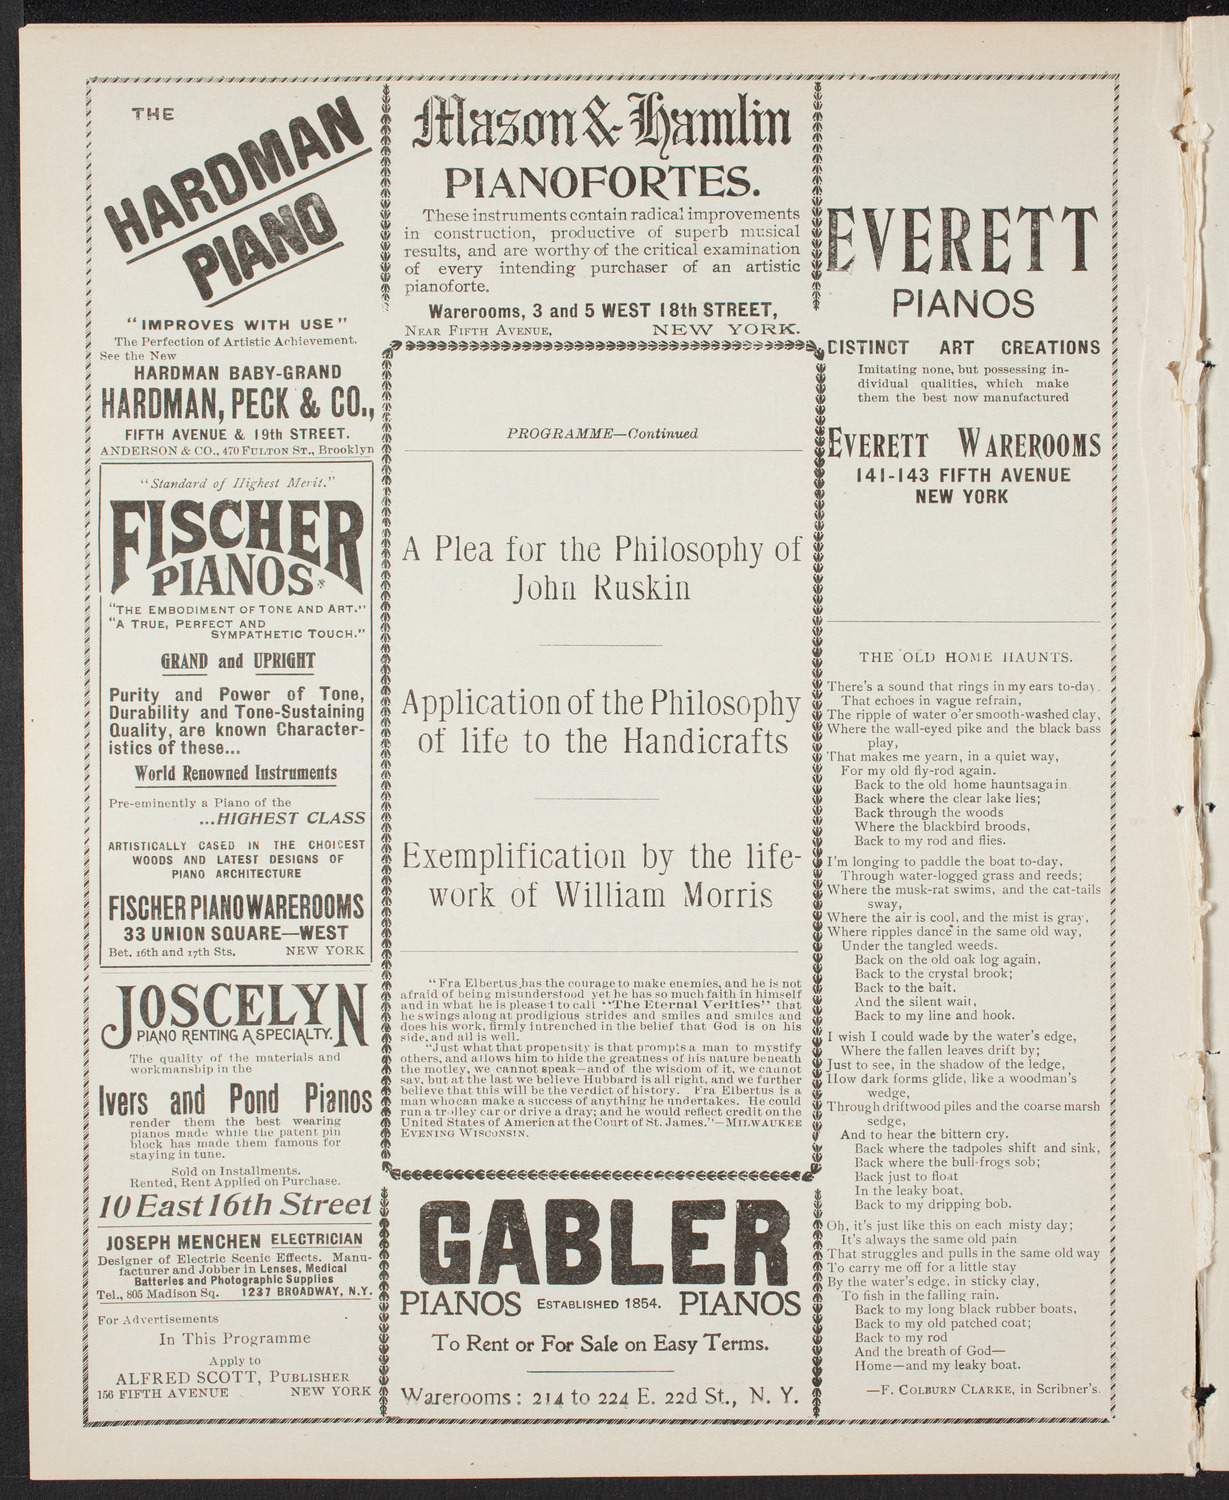 THE
HARDMAN
PIANO
"IMPROVES WITH USE"
The Perfection of Artistic Achievement.
See the New
HARDMAN BABY-GRAND
HARDMAN, PECK & CO.,
FIFTH AVENUE & 19th STREET.
ANDERSON & CO., 470 FULTON ST., Brooklyn
"Standard of Highest Merit."
FISCHER
PIANOS
"THE EMBODIMENT OF TONE AND ART."
"A TRUE, PERFECT AND
SYMPATHETIC TOUCH."
GRAND and UPRIGHT
Purity and Power of Tone,
Durability and Tone-Sustaining
Quality, are known Character-
istics of these...
World Renowned Instruments
Pre-eminently a Piano of the
...HIGHEST CLASS
ARTISTICALLY CASED IN THE CHOICEST
WOODS AND LATEST DESIGNS OF
PIANO ARCHITECTURE
FISCHER PIANO WAREROOMS
33 UNION SQUARE—WEST
Bet. 16th and 17th Sts. NEW YORK
JOSCELYN
PIANO RENTING A SPECIALTY.
The quality of the materials and
workmanship in the
Ivers and Pond Pianos
render them the best wearing
pianos made while the patent pin
block has made them famous for
staying in tune.
Sold on Installments.
Rented, Rent Applied on Purchase.
10 East 16th Street
JOSEPH MENCHEN ELECTRICIAN
Designer of Electric Scenic Effects. Manu-
facturer and Jobber in Lenses, Medical
Batteries and Photographic Supplies
Tel., 805 Madison Sq. 1237 BROADWAY, N.Y.
For Advertisements
In This Programme
Apply to
ALFRED SCOTT, PUBLISHER
156 FIFTH AVENUE NEW YORK
Mason & Hamlin
PIANOFORTES.
These instruments contain radical improvements
in construction, productive of superb musical
results, and are worthy of the critical examination
of every intending purchaser of an artistic
pianoforte.
Warerooms, 3 and 5 WEST 18th STREET,
NEAR FIFTH AVENUE, NEW YORK.
PROGRAMME—Continued
A Plea for the Philosophy of
John Ruskin
Application of the Philosophy
of life to the Handicrafts
Exemplification by the life-
work of William Morris
"Fra Elbertus has the courage to make enemies, and he is not
afraid of being misunderstood yet he has so much faith in himself
and in what he is pleased to call "The Eternal Verities" that
he swings along at prodigious strides and smiles and smiles and
does his work, firmly intrenched in the belief that God is on his
side, and all is well.
"Just what that propensity is that prompts a man to mystify
others, and allows him to hide the greatness of his nature beneath
the motley, we cannot speak—and of the wisdom of it, we cannot
say, but at the last we believe Hubbard is all right, and we further
believe that this will be the verdict of history. Fra Elbertus is a
man who can make a success of anything he undertakes. He could
run a trolley car or drive a dray; and he would reflect credit on the
United States of America at the Court of St. James."—MILWAUKEE
EVENING WISCONSIN.
GABLER
PIANOS ESTABLISHED 1854. PIANOS
To Rent or For Sale on Easy Terms.
Warerooms: 214 to 224 E. 22d St., N. Y.
EVERETT
PIANOS
DISTINCT ART CREATIONS
Imitating none, but possessing in-
dividual qualities, which make
them the best now manufactured
EVERETT WAREROOMS
141-143 FIFTH AVENUE
NEW YORK
THE OLD HOME HAUNTS.
There's a sound that rings in my ears to-day.
That echoes in vague refrain,
The ripple of water o'er smooth-washed clay,
Where the wall-eyed pike and the black bass
play,
That makes me yearn, in a quiet way,
For my old fly-rod again.
Back to the old home haunts again
Back where the clear lake lies;
Back through the woods
Where the blackbird broods,
Back to my rod and flies.
I'm longing to paddle the boat to-day,
Through water-logged grass and reeds;
Where the musk-rat swims, and the cat-tails
sway,
Where the air is cool, and the mist is gray,
Where ripples dance in the same old way,
Under the tangled weeds.
Back on the old oak log again,
Back to the crystal brook;
Back to the bait,
And the silent wait,
Back to my line and hook.
I wish I could wade by the water's edge,
Where the fallen leaves drift by;
Just to see, in the shadow of the ledge,
How dark forms glide, like a woodman's
wedge,
Through driftwood piles and the coarse marsh
sedge,
And to hear the bittern cry.
Back where the tadpoles shift and sink,
Back where the bull-frogs sob;
Back just to float
In the leaky boat,
Back to my dripping bob.
Oh, it's just like this on each misty day;
It's always the same old pain
That struggles and pulls in the same old way
To carry me off for a little stay
By the water's edge, in sticky clay,
To fish in the falling rain.
Back to my long black rubber boats,
Back to my old patched coat;
Back to my rod
And the breath of God—
Home—and my leaky boat.
—F. COLBURN CLARKE, in Scribner's.